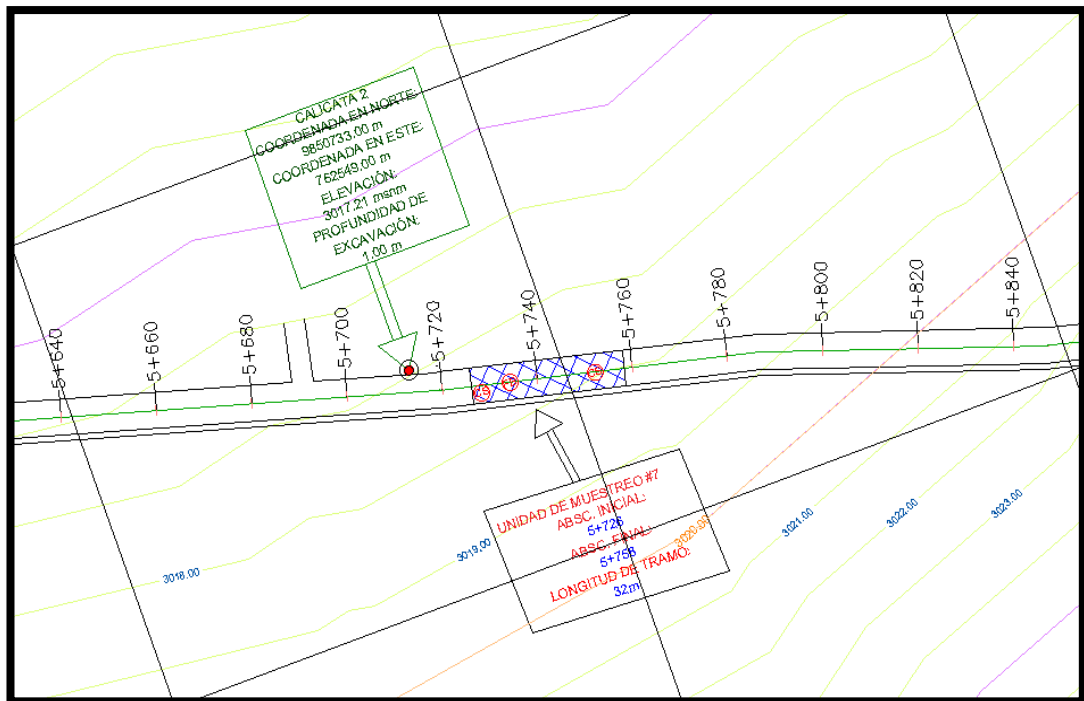 CALICATA 2
COORDENADA EN NORTE:
9850733.00 m
COORDENADA EN ESTE:
762549.00 m
ELEVACIÓN:
3017.21 msnm
PROFUNDIDAD DE
EXCAVACIÓN:
1.00 m
5+640
5+660
5+680
5+700
5+720
5+740
5+760
5+780
5+800
5+820
5+840
UNIDAD DE MUESTREO #7
ABSC. INICIAL:
5+726
ABSC. FINAL:
5+758
LONGITUD DE TRAMO:
32m
3018.00
3019.00
3020.00
3021.00
3022.00
3023.00